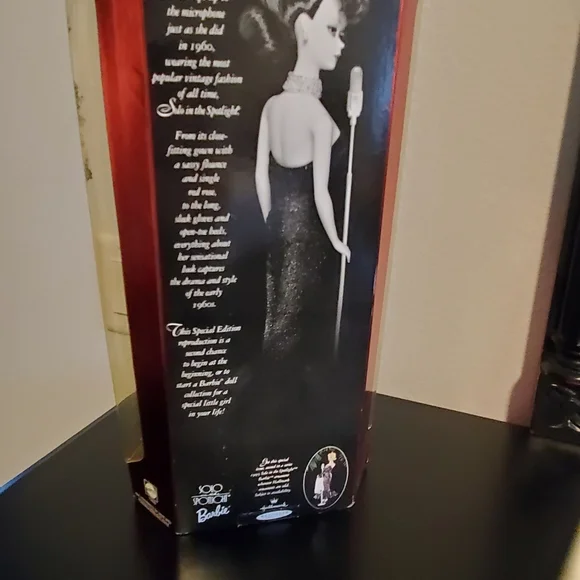 the microphone
just as she did
in 1960,
wearing the most
popular vintage fashion
of all time,
Solo in the Spotlight.
From its close-
fitting gown with
a sassy flounce
and single
red rose,
to the long,
sleek gloves and
open-toe heels,
everything about
her sensational
look captures
the drama and style
of the early
1960s.
This Special Edition
reproduction is a
second chance
to begin at the
beginning, or to
start a Barbie® doll
collection for a
special little girl
in your life!
SOLO
IN THE
SPOTLIGHT
Barbie
Hallmark